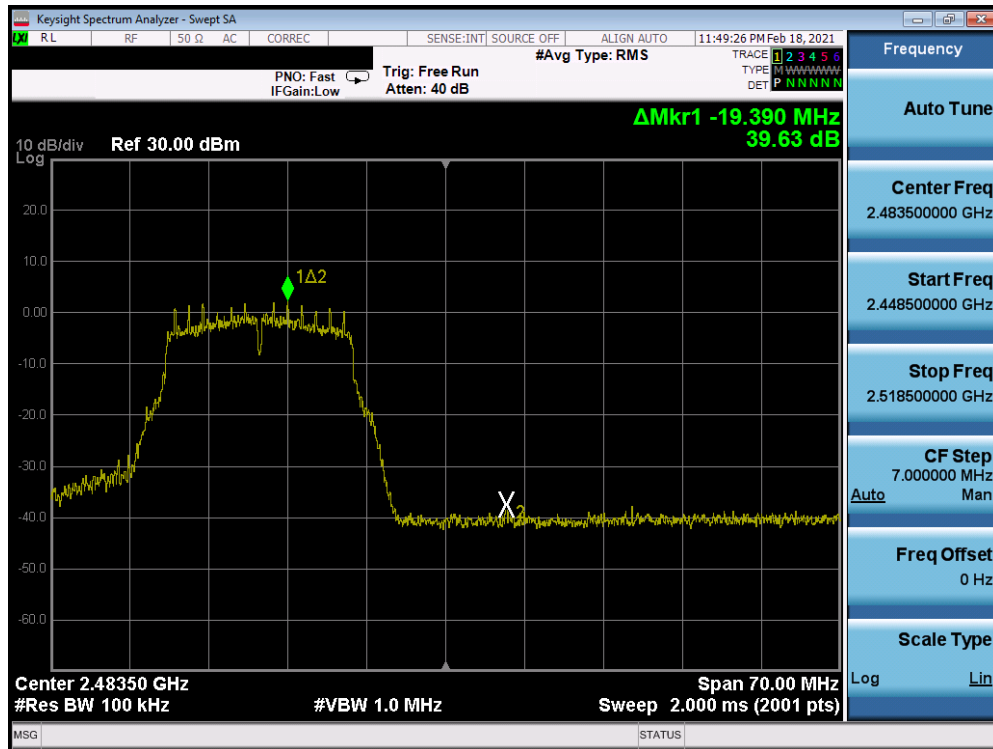 Keysight Spectrum Analyzer - Swept SA
LXI RL RF 50 Ω AC CORREC SENSE:INT SOURCE OFF ALIGN AUTO 11:49:26 PM Feb 18, 2021
#Avg Type: RMS
TRACE 1 2 3 4 5 6
PNO: Fast Trig: Free Run
TYPE M WWWWW
IFGain:Low Atten: 40 dB
DET P N N N N N
ΔMkr1 -19.390 MHz
39.63 dB
10 dB/div Ref 30.00 dBm
Log
20.0
10.0
1Δ2
0.00
-10.0
-20.0
-30.0
-40.0
2
-50.0
-60.0
Center 2.48350 GHz Span 70.00 MHz
#Res BW 100 kHz #VBW 1.0 MHz Sweep 2.000 ms (2001 pts)
MSG STATUS
Frequency
Auto Tune
Center Freq
2.483500000 GHz
Start Freq
2.448500000 GHz
Stop Freq
2.518500000 GHz
CF Step
7.000000 MHz
Auto Man
Freq Offset
0 Hz
Scale Type
Log Lin